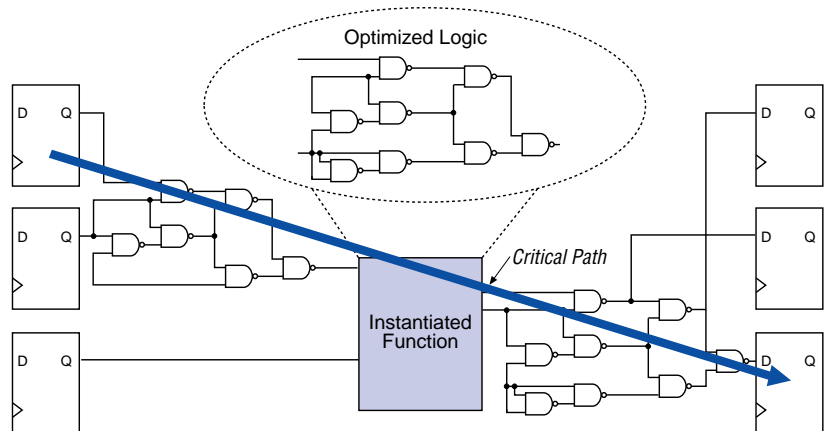 Optimized Logic
D Q
D Q
D Q
D Q
Critical Path
D Q
Instantiated
Function
D Q
D Q